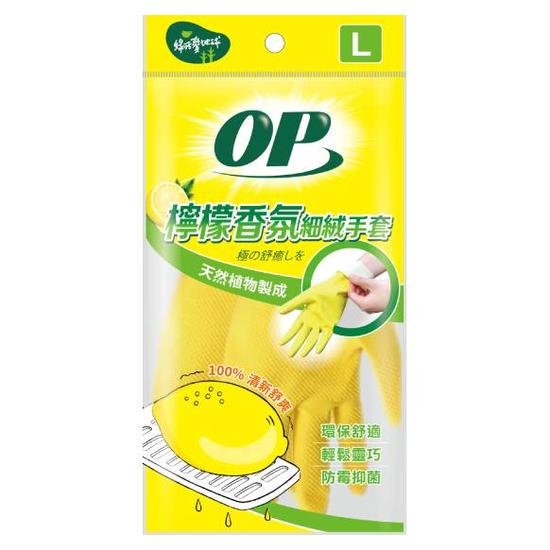 綠活愛地球
L
OP
檸檬香氛細絨手套
極の舒癒しを
天然植物製成
100% 清新舒爽
環保舒適
輕鬆靈巧
防霉抑菌